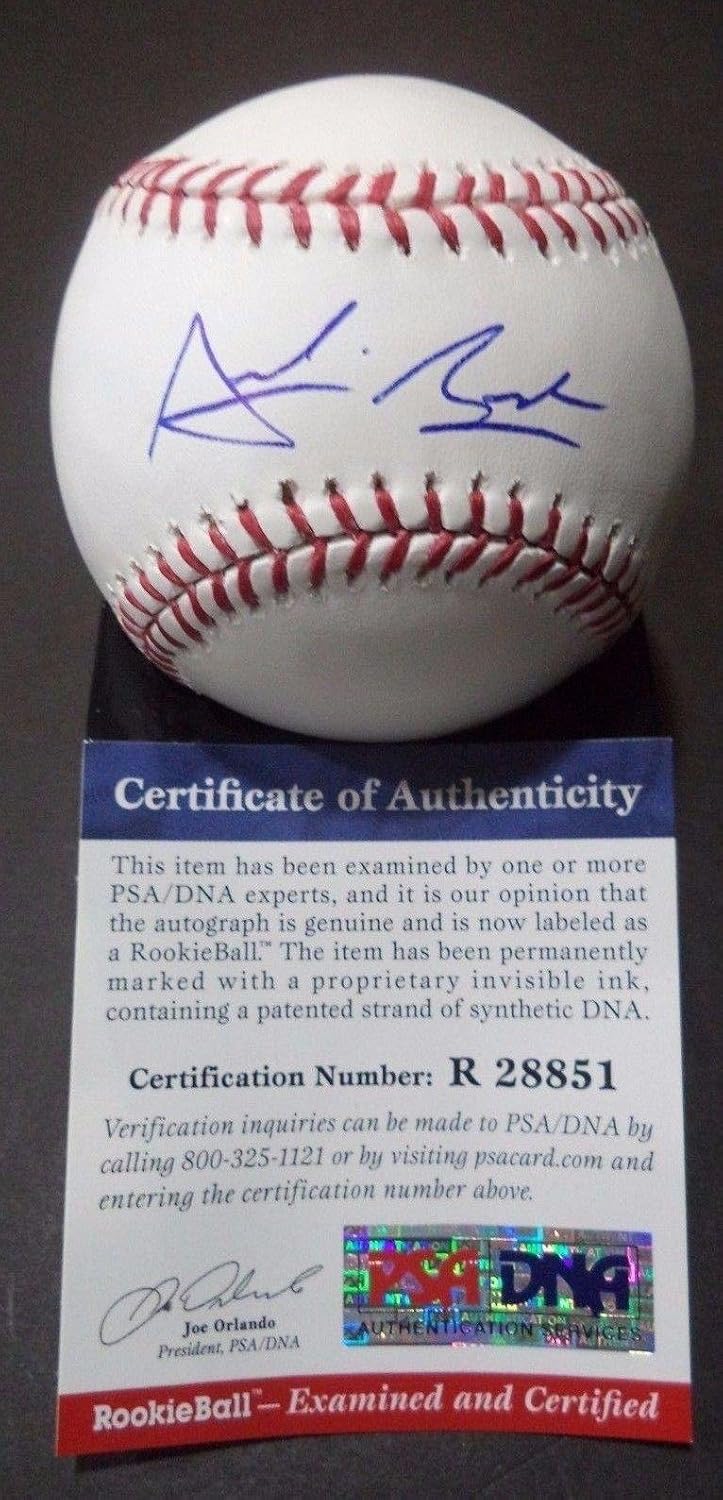 Certificate of Authenticity
This item has been examined by one or more
PSA/DNA experts, and it is our opinion that
the autograph is genuine and is now labeled as
a RookieBall.™ The item has been permanently
marked with a proprietary invisible ink,
containing a patented strand of synthetic DNA.
Certification Number: R 28851
Verification inquiries can be made to PSA/DNA by
calling 800-325-1121 or by visiting psacard.com and
entering the certification number above.
Joe Orlando
President, PSA/DNA
PSA DNA
AUTHENTICATION SERVICES
RookieBall™— Examined and Certified